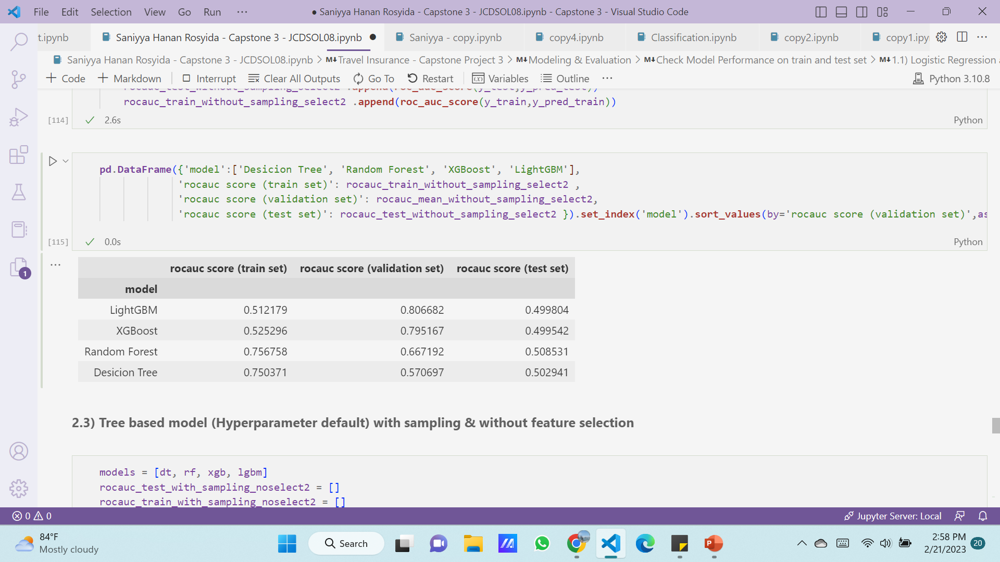 File Edit Selection View Go Run ···
● Saniyya Hanan Rosyida - Capstone 3 - JCDSOL08.ipynb - Capstone 3 - Visual Studio Code
t.ipynb Saniyya Hanan Rosyida - Capstone 3 - JCDSOL08.ipynb ● Saniyya - copy.ipynb copy4.ipynb Classification.ipynb copy2.ipynb copy1.ipy ···
Saniyya Hanan Rosyida - Capstone 3 - JCDSOL08.ipynb > M↓Travel Insurance - Capstone Project 3 > M↓Modeling & Evaluation > M↓Check Model Performance on train and test set > M↓1.1) Logistic Regression a
+ Code + Markdown Interrupt Clear All Outputs Go To Restart Variables Outline ··· Python 3.10.8
rocauc_test_without_sampling_select2 .append(roc_auc_score(y_test,y_pred_test))
rocauc_train_without_sampling_select2 .append(roc_auc_score(y_train,y_pred_train))
[114] ✓ 2.6s Python
pd.DataFrame({'model':['Desicion Tree', 'Random Forest', 'XGBoost', 'LightGBM'],
'rocauc score (train set)': rocauc_train_without_sampling_select2 ,
'rocauc score (validation set)': rocauc_mean_without_sampling_select2,
'rocauc score (test set)': rocauc_test_without_sampling_select2 }).set_index('model').sort_values(by='rocauc score (validation set)',as
[115] ✓ 0.0s Python
···
rocauc score (train set) rocauc score (validation set) rocauc score (test set)
model
LightGBM 0.512179 0.806682 0.499804
XGBoost 0.525296 0.795167 0.499542
Random Forest 0.756758 0.667192 0.508531
Desicion Tree 0.750371 0.570697 0.502941
2.3) Tree based model (Hyperparameter default) with sampling & without feature selection
models = [dt, rf, xgb, lgbm]
rocauc_test_with_sampling_noselect2 = []
rocauc_train_with_sampling_noselect2 = []
1
0 0 Jupyter Server: Local
84°F
Mostly cloudy
Search
2:58 PM
2/21/2023
20